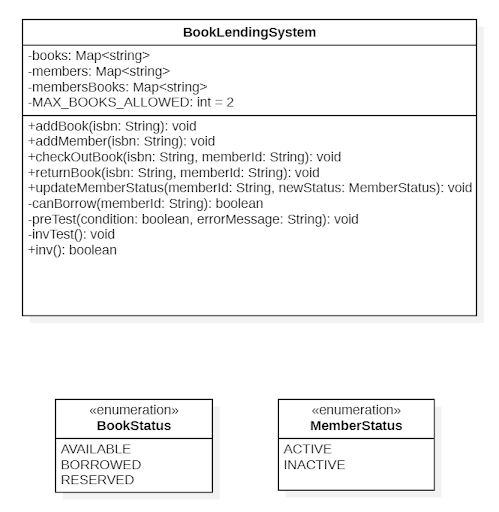 BookLendingSystem
-books: Map<string>
-members: Map<string>
-membersBooks: Map<string>
-MAX_BOOKS_ALLOWED: int = 2
+addBook(isbn: String): void
+addMember(isbn: String): void
+checkOutBook(isbn: String, memberId: String): void
+returnBook(isbn: String, memberId: String): void
+updateMemberStatus(memberId: String, newStatus: MemberStatus): void
-canBorrow(memberId: String): boolean
-preTest(condition: boolean, errorMessage: String): void
-invTest(): void
+inv(): boolean
«enumeration»
BookStatus
AVAILABLE
BORROWED
RESERVED
«enumeration»
MemberStatus
ACTIVE
INACTIVE